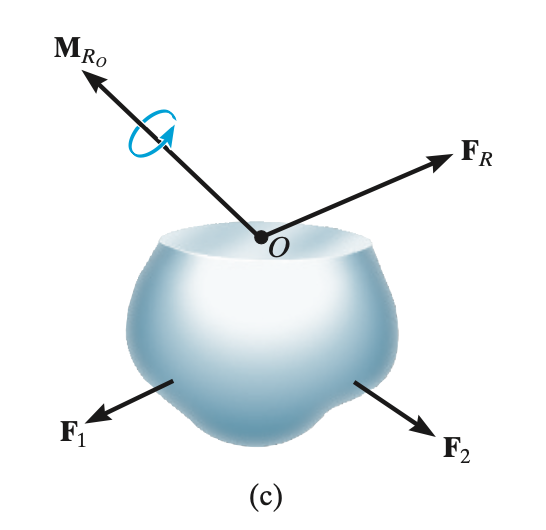 M_{R_O}
F_R
O
F_1
F_2
(c)